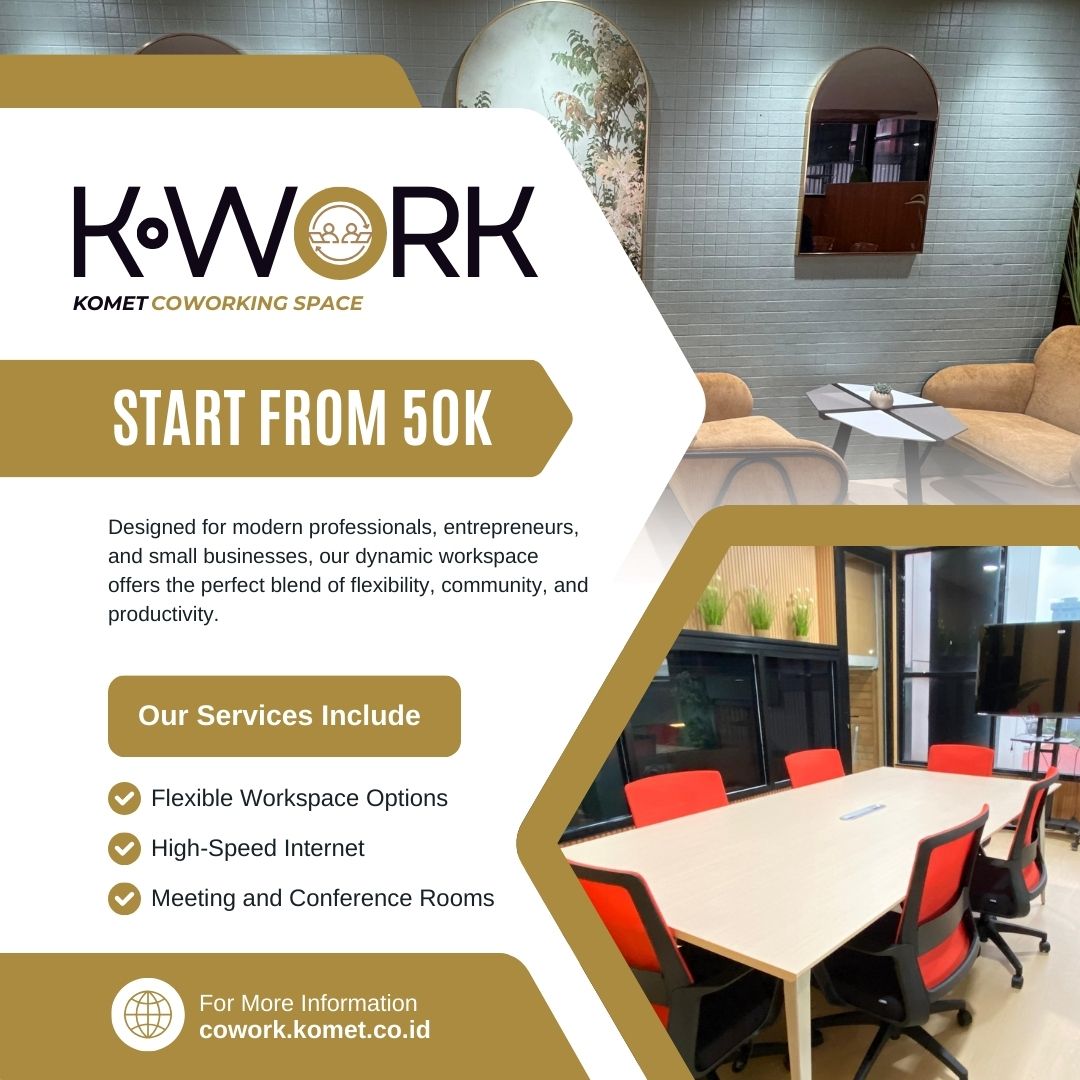 K•WORK
KOMET COWORKING SPACE
START FROM 50K
Designed for modern professionals, entrepreneurs,
and small businesses, our dynamic workspace
offers the perfect blend of flexibility, community, and
productivity.
Our Services Include
Flexible Workspace Options
High-Speed Internet
Meeting and Conference Rooms
For More Information
cowork.komet.co.id